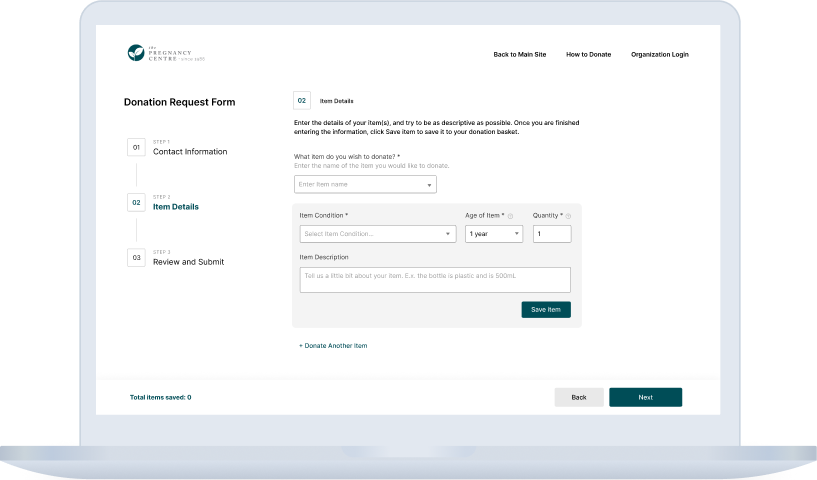 the
PREGNANCY
CENTRE - since 1986
Back to Main Site
How to Donate
Organization Login
Donation Request Form
01
STEP 1
Contact Information
02
STEP 2
Item Details
03
STEP 3
Review and Submit
02
Item Details
Enter the details of your item(s), and try to be as descriptive as possible. Once you are finished
entering the information, click Save item to save it to your donation basket.
What item do you wish to donate? *
Enter the name of the item you would like to donate.
Enter item name
Item Condition *
Age of Item *
Quantity *
Select Item Condition...
1 year
1
Item Description
Tell us a little bit about your item. E.x. the bottle is plastic and is 500mL
Save Item
+ Donate Another Item
Total items saved: 0
Back
Next